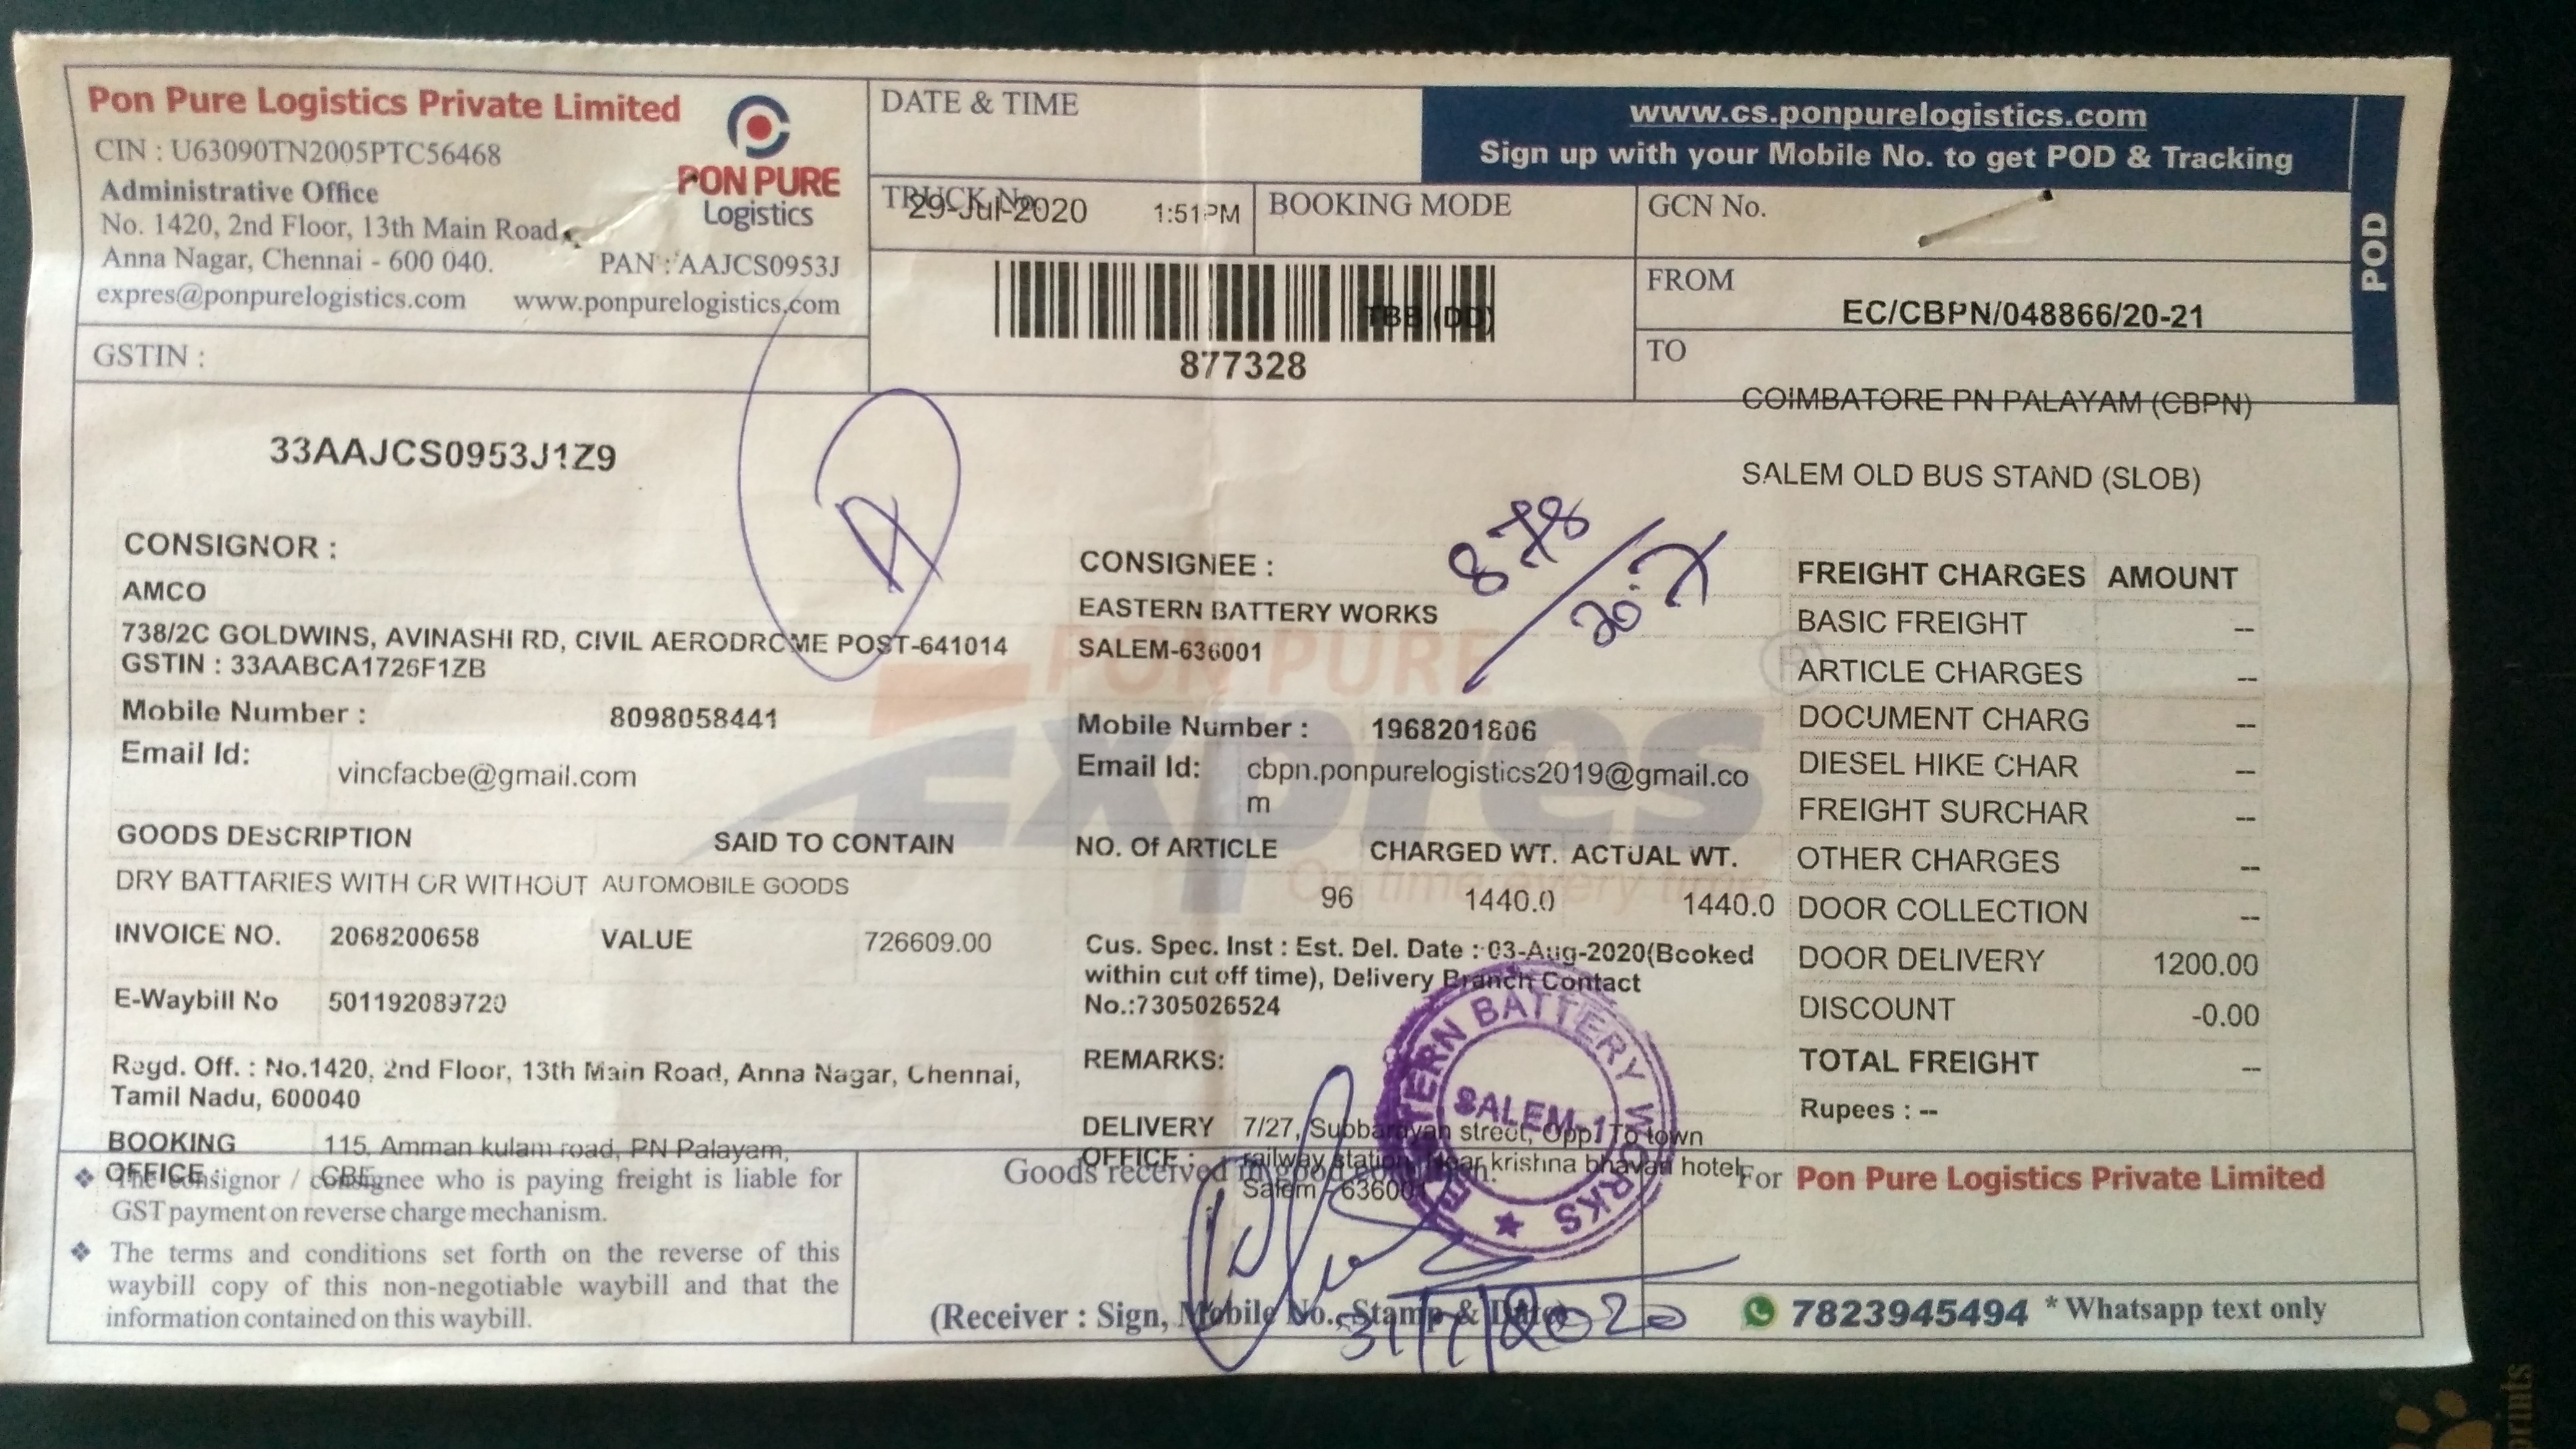 Pon Pure Logistics Private Limited
CIN : U63090TN2005PTC56468
Administrative Office
No. 1420, 2nd Floor, 13th Main Road,
Anna Nagar, Chennai - 600 040.
PAN : AAJCS0953J
expres@ponpurelogistics.com www.ponpurelogistics.com
PON PURE
Logistics
GSTIN :
33AAJCS0953J1Z9
DATE & TIME
TRUCK No.
29-Jul-2020 1:51PM
BOOKING MODE
TBB (DD)
877328
www.cs.ponpurelogistics.com
Sign up with your Mobile No. to get POD & Tracking
POD
GCN No.
FROM
EC/CBPN/048866/20-21
TO
COIMBATORE PN PALAYAM (CBPN)
SALEM OLD BUS STAND (SLOB)
CONSIGNOR :
AMCO
738/2C GOLDWINS, AVINASHI RD, CIVIL AERODROME POST-641014
GSTIN : 33AABCA1726F1ZB
Mobile Number : 8098058441
Email Id: vincfacbe@gmail.com
GOODS DESCRIPTION SAID TO CONTAIN
DRY BATTARIES WITH OR WITHOUT AUTOMOBILE GOODS
INVOICE NO. 2068200658 VALUE 726609.00
E-Waybill No 501192089720
Regd. Off. : No.1420, 2nd Floor, 13th Main Road, Anna Nagar, Chennai,
Tamil Nadu, 600040
BOOKING OFFICE : 115, Amman kulam road, PN Palayam,
CBE
CONSIGNEE :
EASTERN BATTERY WORKS
SALEM-636001
878
Mobile Number : 1968201806
Email Id: cbpn.ponpurelogistics2019@gmail.co
m
NO. Of ARTICLE CHARGED WT. ACTUAL WT.
96 1440.0 1440.0
Cus. Spec. Inst : Est. Del. Date : 03-Aug-2020(Booked
within cut off time), Delivery Branch Contact
No.:7305026524
REMARKS:
DELIVERY OFFICE : 7/27, Subbarayan street, Opp. To town
railway station, Near krishna bhavan hotel,
Salem - 636001
EASTERN BATTERY WORKS
SALEM-1
FREIGHT CHARGES AMOUNT
BASIC FREIGHT --
ARTICLE CHARGES --
DOCUMENT CHARG --
DIESEL HIKE CHAR --
FREIGHT SURCHAR --
OTHER CHARGES --
DOOR COLLECTION --
DOOR DELIVERY 1200.00
DISCOUNT -0.00
TOTAL FREIGHT --
Rupees : --
PON PURE
Expres
On time every time
❖ The consignor / consignee who is paying freight is liable for
GST payment on reverse charge mechanism.
❖ The terms and conditions set forth on the reverse of this
waybill copy of this non-negotiable waybill and that the
information contained on this waybill.
Goods received in good condition.
(Receiver : Sign, Mobile No., Stamp & Date)
31/7/2020
For Pon Pure Logistics Private Limited
7823945494 * Whatsapp text only